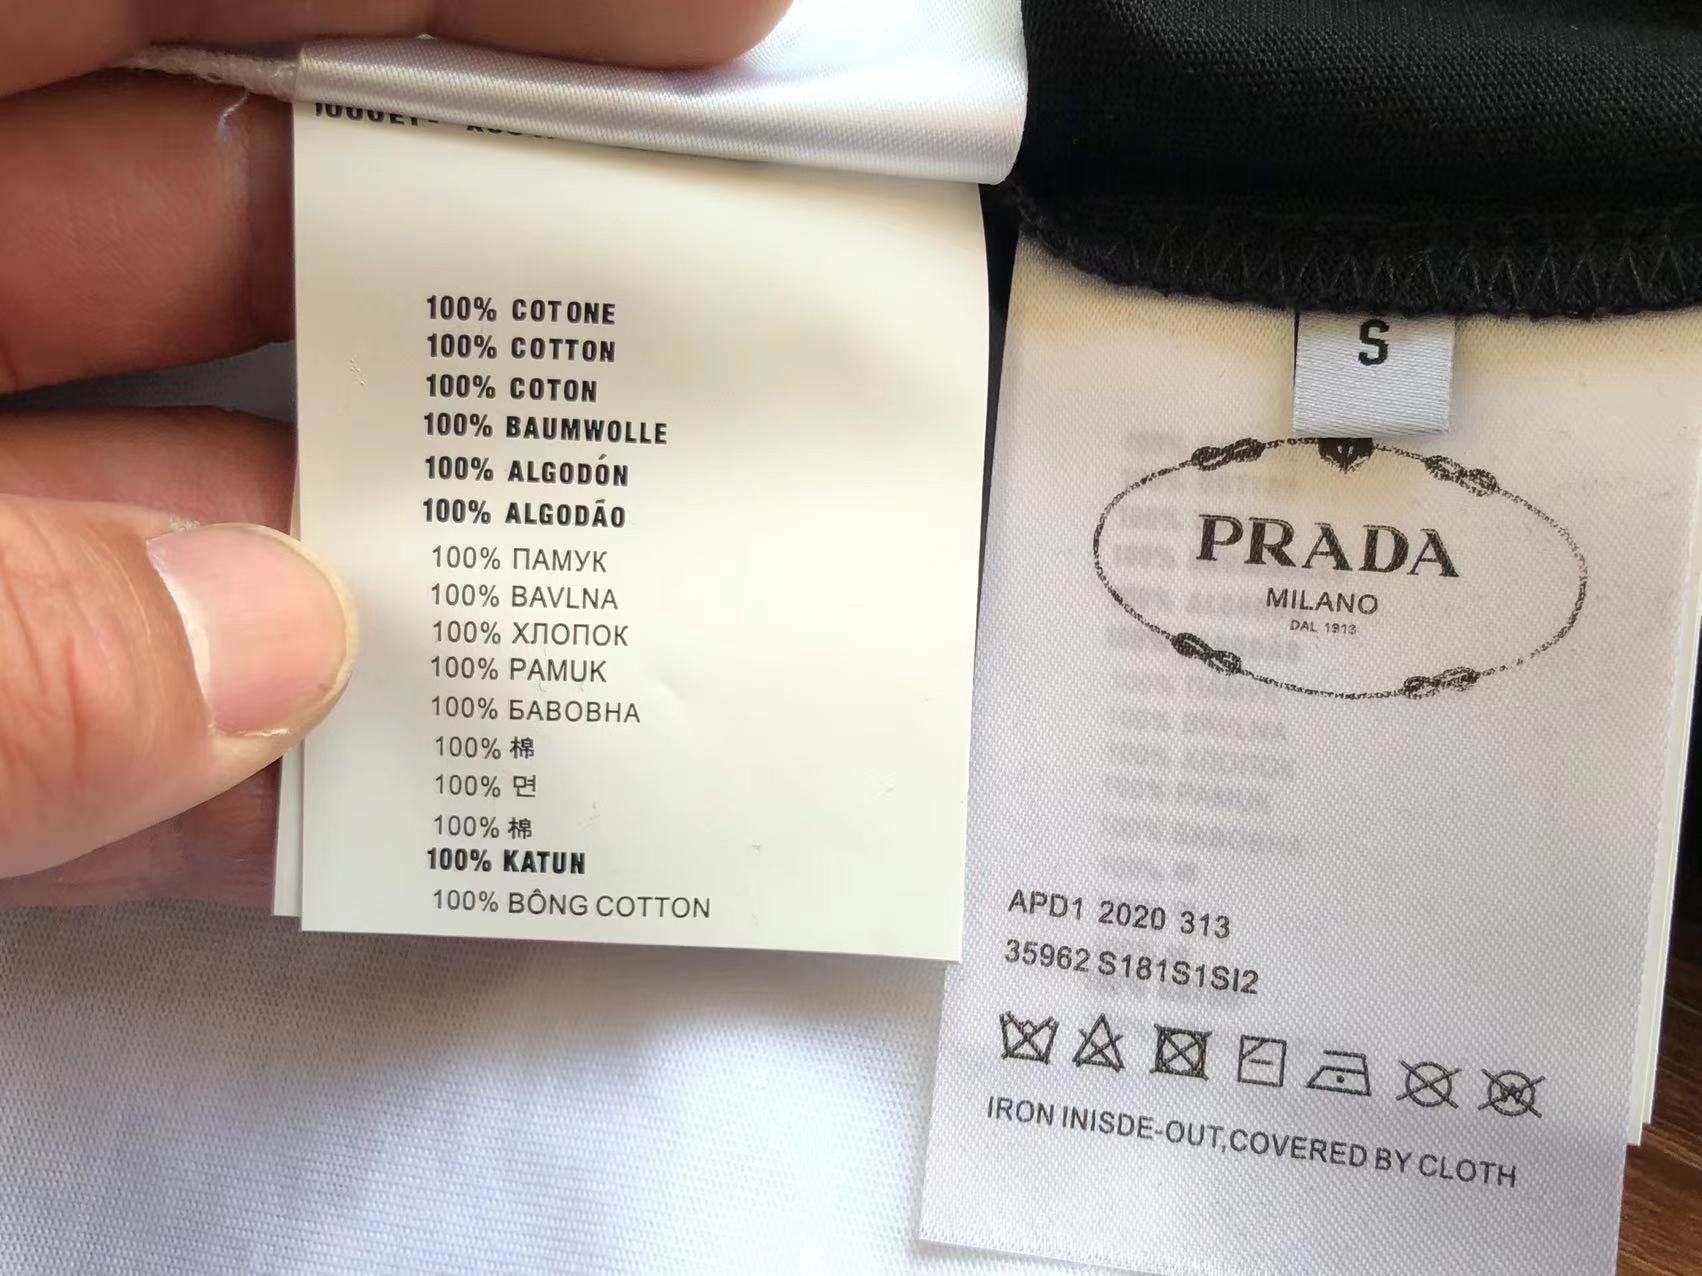 100% COTONE
100% COTTON
100% COTON
100% BAUMWOLLE
100% ALGODÓN
100% ALGODÃO
100% ПАМУК
100% BAVLNA
100% ХЛОПОК
100% PAMUK
100% БАВОВНА
100% 棉
100% 면
100% 棉
100% KATUN
100% BÔNG COTTON
S
PRADA
MILANO
DAL 1913
APD1 2020 313
35962 S181S1SI2
IRON INISDE-OUT,COVERED BY CLOTH